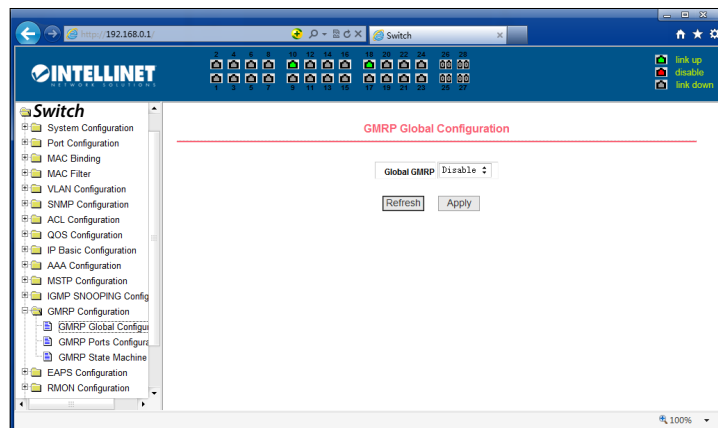 http://192.168.0.1/
Switch
INTELLINET
NETWORK SOLUTIONS
2 4 6 8 10 12 14 16 18 20 22 24 26 28
1 3 5 7 9 11 13 15 17 19 21 23 25 27
link up
disable
link down
Switch
System Configuration
Port Configuration
MAC Binding
MAC Filter
VLAN Configuration
SNMP Configuration
ACL Configuration
QOS Configuration
IP Basic Configuration
AAA Configuration
MSTP Configuration
IGMP SNOOPING Config
GMRP Configuration
GMRP Global Configur
GMRP Ports Configura
GMRP State Machine
EAPS Configuration
RMON Configuration
GMRP Global Configuration
Global GMRP Disable
Refresh Apply
100%